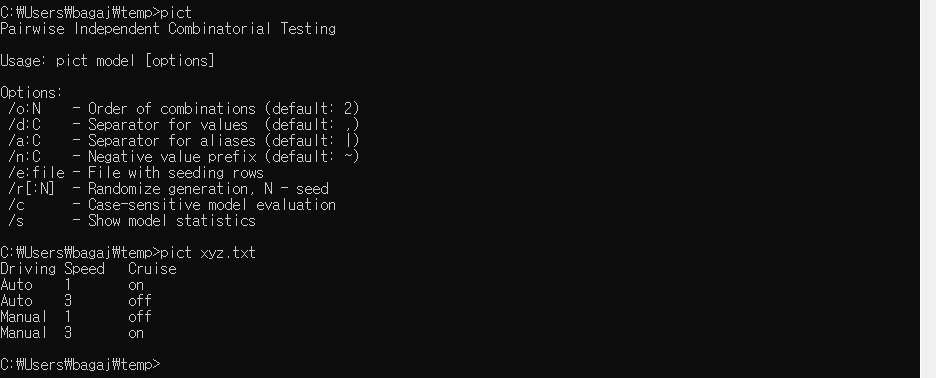 C:₩Users₩bagaj₩temp>pict
Pairwise Independent Combinatorial Testing
Usage: pict model [options]
Options:
 /o:N    - Order of combinations (default: 2)
 /d:C    - Separator for values  (default: ,)
 /a:C    - Separator for aliases (default: |)
 /n:C    - Negative value prefix (default: ~)
 /e:file - File with seeding rows
 /r[:N]  - Randomize generation, N - seed
 /c      - Case-sensitive model evaluation
 /s      - Show model statistics
C:₩Users₩bagaj₩temp>pict xyz.txt
Driving Speed   Cruise
Auto    1       on
Auto    3       off
Manual  1       off
Manual  3       on
C:₩Users₩bagaj₩temp>